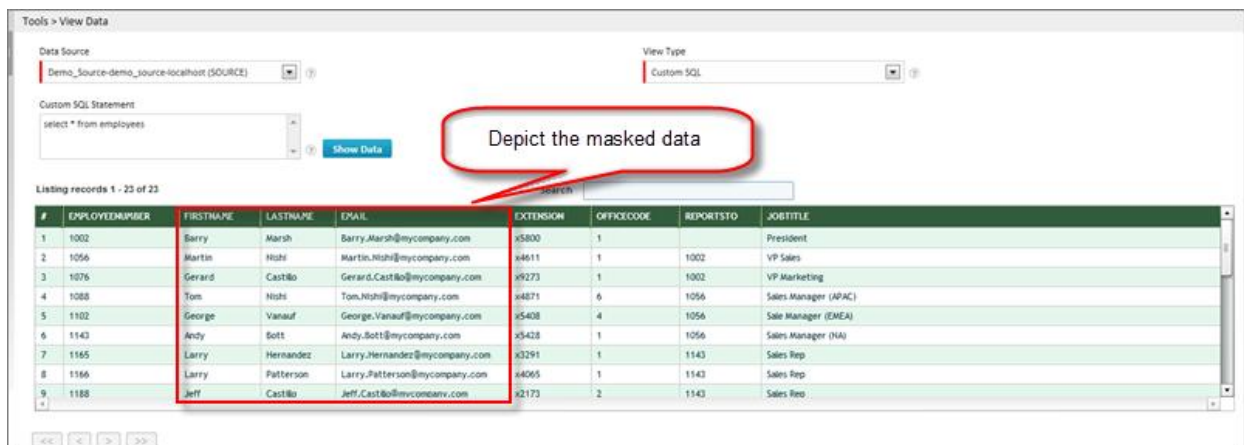 Tools > View Data
Data Source
View Type
Demo_Source-demo_source-localhost (SOURCE)
Custom SQL
Custom SQL Statement
select * from employees
Show Data
Depict the masked data
Listing records 1 - 23 of 23
Search
# EMPLOYEENUMBER FIRSTNAME LASTNAME EMAIL EXTENSION OFFICECODE REPORTSTO JOBTITLE
1 1002 Barry Marsh Barry.Marsh@mycompany.com x5800 1 President
2 1056 Martin Nishi Martin.Nishi@mycompany.com x4611 1 1002 VP Sales
3 1076 Gerard Castillo Gerard.Castillo@mycompany.com x9273 1 1002 VP Marketing
4 1088 Tom Nishi Tom.Nishi@mycompany.com x4871 6 1056 Sales Manager (APAC)
5 1102 George Vanauf George.Vanauf@mycompany.com x5408 4 1056 Sale Manager (EMEA)
6 1143 Andy Bott Andy.Bott@mycompany.com x5428 1 1056 Sales Manager (NA)
7 1165 Larry Hernandez Larry.Hernandez@mycompany.com x3291 1 1143 Sales Rep
8 1166 Larry Patterson Larry.Patterson@mycompany.com x4065 1 1143 Sales Rep
9 1188 Jeff Castillo Jeff.Castillo@mycompany.com x2173 2 1143 Sales Rep
<< < > >>